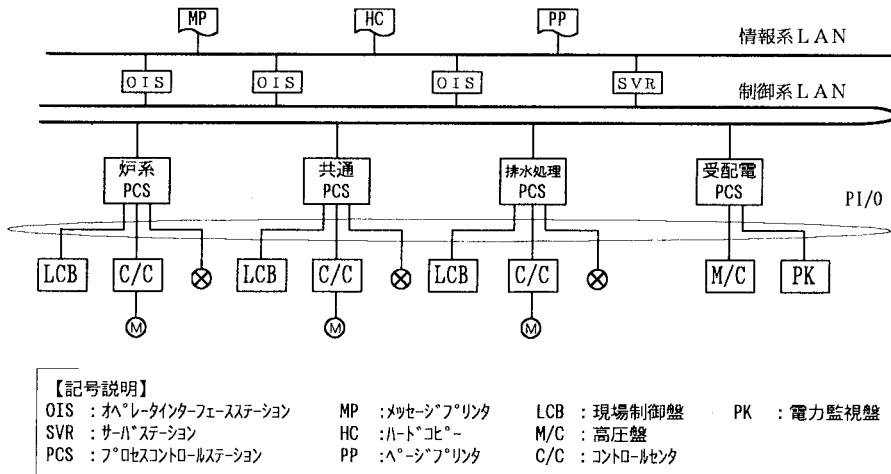 MP HC PP
情報系LAN
OIS OIS OIS SVR
制御系LAN
炉系 共通 排水処理 受配電
PCS PCS PCS PCS
PI/O
LCB C/C LCB C/C LCB C/C M/C PK
M M M
【記号説明】
OIS : オペレータインターフェースステーション MP :メッセージプリンタ LCB : 現場制御盤 PK : 電力監視盤
SVR : サーバステーション HC :ハードコピー M/C : 高圧盤
PCS : プロセスコントロールステーション PP :ページプリンタ C/C : コントロールセンタ